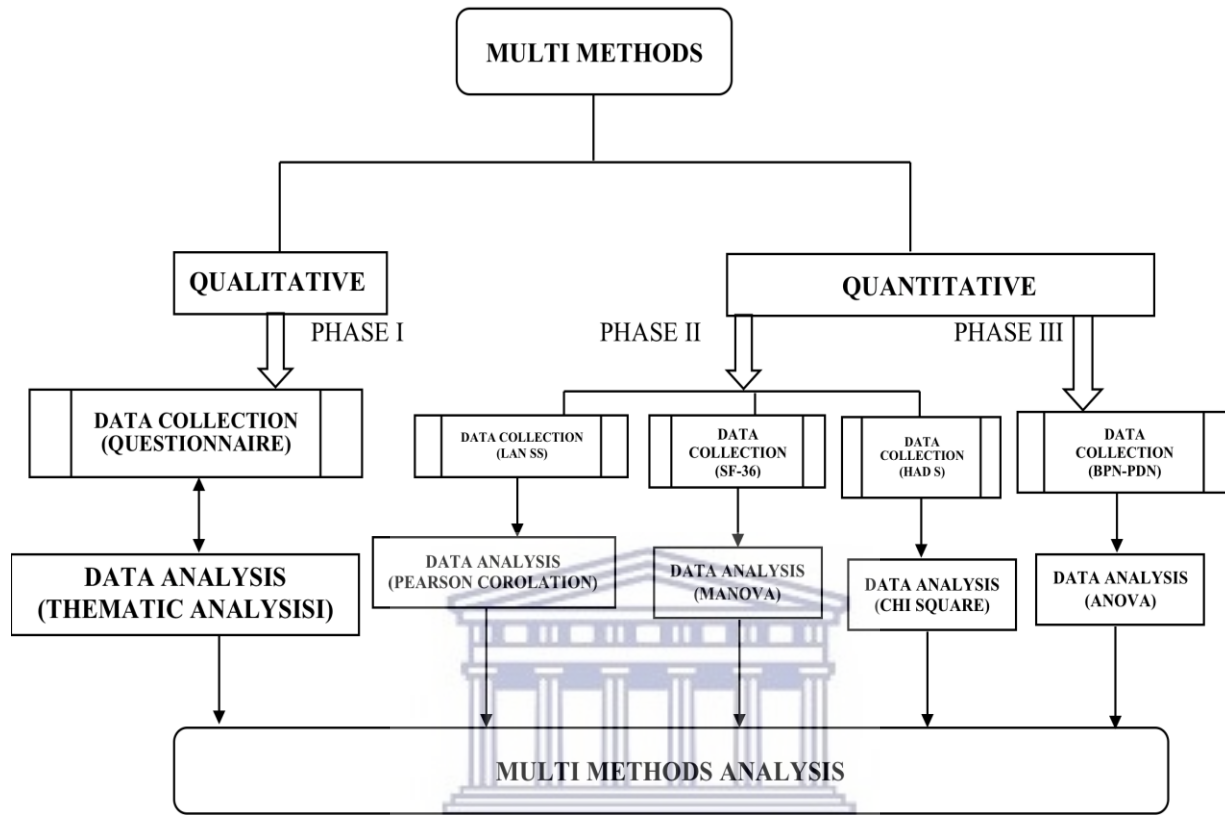 MULTI METHODS
QUALITATIVE
QUANTITATIVE
PHASE I
PHASE II
PHASE III
DATA COLLECTION
(QUESTIONNAIRE)
DATA COLLECTION
(LAN SS)
DATA
COLLECTION
(SF-36)
DATA
COLLECTION
(HAD S)
DATA
COLLECTION
(BPN-PDN)
DATA ANALYSIS
(THEMATIC ANALYSISI)
DATA ANALYSIS
(PEARSON COROLATION)
DATA ANALYSIS
(MANOVA)
DATA ANALYSIS
(CHI SQUARE)
DATA ANALYSIS
(ANOVA)
MULTI METHODS ANALYSIS